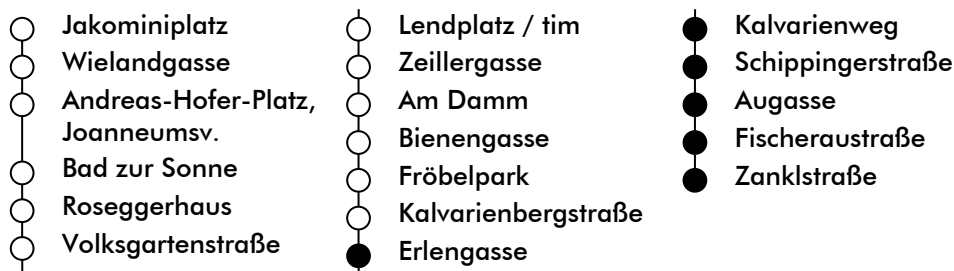 Jakominiplatz
Wielandgasse
Andreas-Hofer-Platz,
Joanneumsv.
Bad zur Sonne
Roseggerhaus
Volksgartenstraße
Lendplatz / tim
Zeillergasse
Am Damm
Bienengasse
Fröbelpark
Kalvarienbergstraße
Erlengasse
Kalvarienweg
Schippingerstraße
Augasse
Fischeraustraße
Zanklstraße